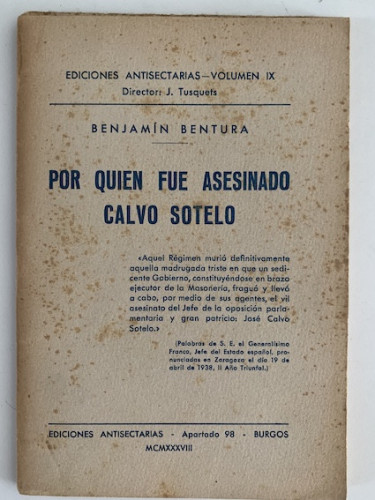 EDICIONES ANTISECTARIAS—VOLUMEN IX
Director: J. Tusquets
BENJAMÍN BENTURA
POR QUIEN FUE ASESINADO
CALVO SOTELO
«Aquel Régimen murió definitivamente
aquella madrugada triste en que un sedi-
cente Gobierno, constituyéndose en brazo
ejecutor de la Masonería, fraguó y llevó
a cabo, por medio de sus agentes, el vil
asesinato del Jefe de la oposición parla-
mentaria y gran patricio: José Calvo
Sotelo.»
(Palabras de S. E. el Generalísimo
Franco, Jefe del Estado español, pro-
nunciadas en Zaragoza el día 19 de
abril de 1938, II Año Triunfal.)
EDICIONES ANTISECTARIAS - Apartado 98 - BURGOS
MCMXXXVIII